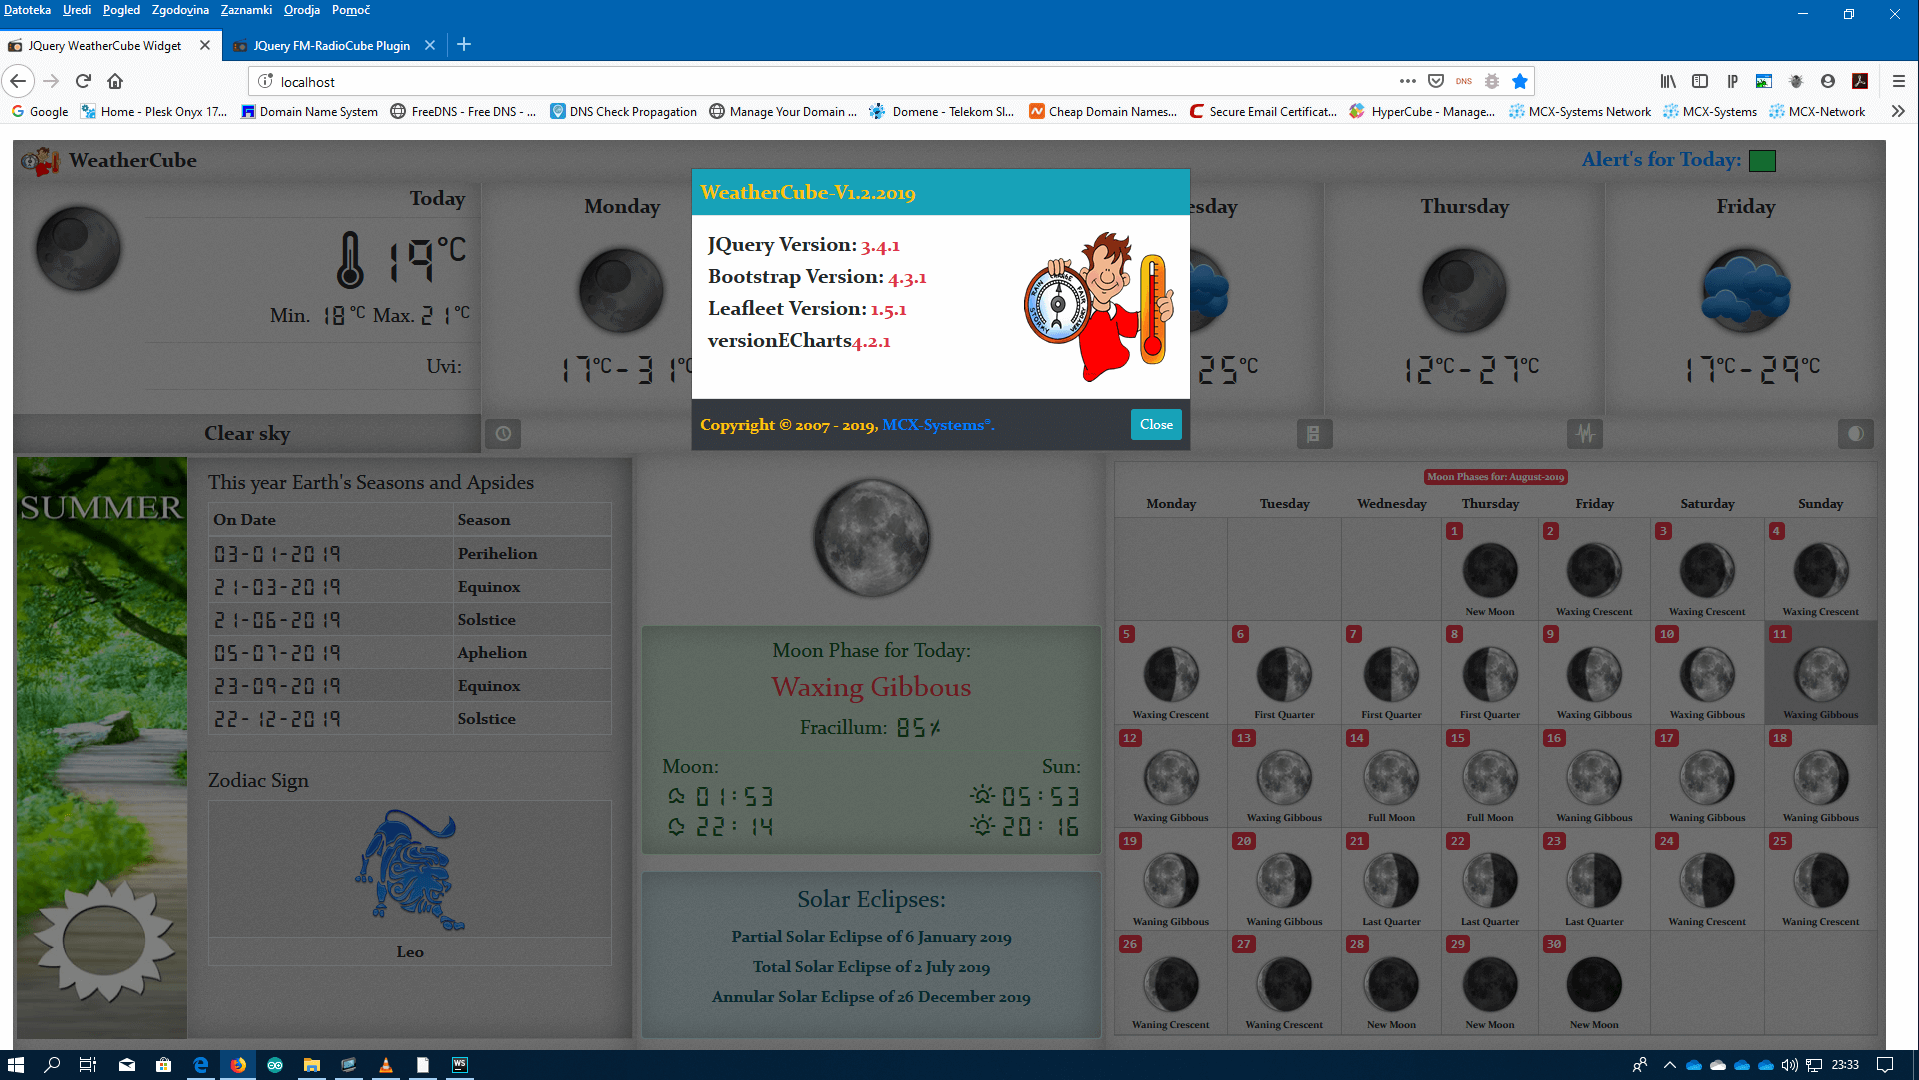 Datoteka Uredi Pogled Zgodovina Zaznamki Orodja Pomoč
JQuery WeatherCube Widget JQuery FM-RadioCube Plugin
localhost DNS IP
Google Home - Plesk Onyx 17... Domain Name System FreeDNS - Free DNS - ... DNS Check Propagation Manage Your Domain ... Domene - Telekom Sl... Cheap Domain Names... Secure Email Certificat... HyperCube - Manage... MCX-Systems Network MCX-Systems MCX-Network
WeatherCube
Alert's for Today:
Today
19°C
Min. 18°C Max. 21°C
Uvi:
Clear sky
Monday
17°C-31°C
esday
25°C
Thursday
12°C-27°C
Friday
17°C-29°C
WeatherCube-V1.2.2019
JQuery Version: 3.4.1
Bootstrap Version: 4.3.1
Leafleet Version: 1.5.1
versionECharts4.2.1
RAIN CHANGE FAIR
STORMY VERY DRY
Copyright © 2007 - 2019, MCX-Systems®.
Close
SUMMER
This year Earth's Seasons and Apsides
On Date Season
03-01-2019 Perihelion
21-03-2019 Equinox
21-06-2019 Solstice
05-07-2019 Aphelion
23-09-2019 Equinox
22-12-2019 Solstice
Zodiac Sign
Leo
Moon Phase for Today:
Waxing Gibbous
Fracillum: 85%
Moon: Sun:
01:53 05:53
22:14 20:16
Solar Eclipses:
Partial Solar Eclipse of 6 January 2019
Total Solar Eclipse of 2 July 2019
Annular Solar Eclipse of 26 December 2019
Moon Phases for: August-2019
Monday Tuesday Wednesday Thursday Friday Saturday Sunday
1 2 3 4
New Moon Waxing Crescent Waxing Crescent Waxing Crescent
5 6 7 8 9 10 11
Waxing Crescent First Quarter First Quarter First Quarter Waxing Gibbous Waxing Gibbous Waxing Gibbous
12 13 14 15 16 17 18
Waxing Gibbous Waxing Gibbous Full Moon Full Moon Waning Gibbous Waning Gibbous Waning Gibbous
19 20 21 22 23 24 25
Waning Gibbous Waning Gibbous Last Quarter Last Quarter Last Quarter Waning Crescent Waning Crescent
26 27 28 29 30
Waning Crescent Waning Crescent New Moon New Moon New Moon
WS
23:33